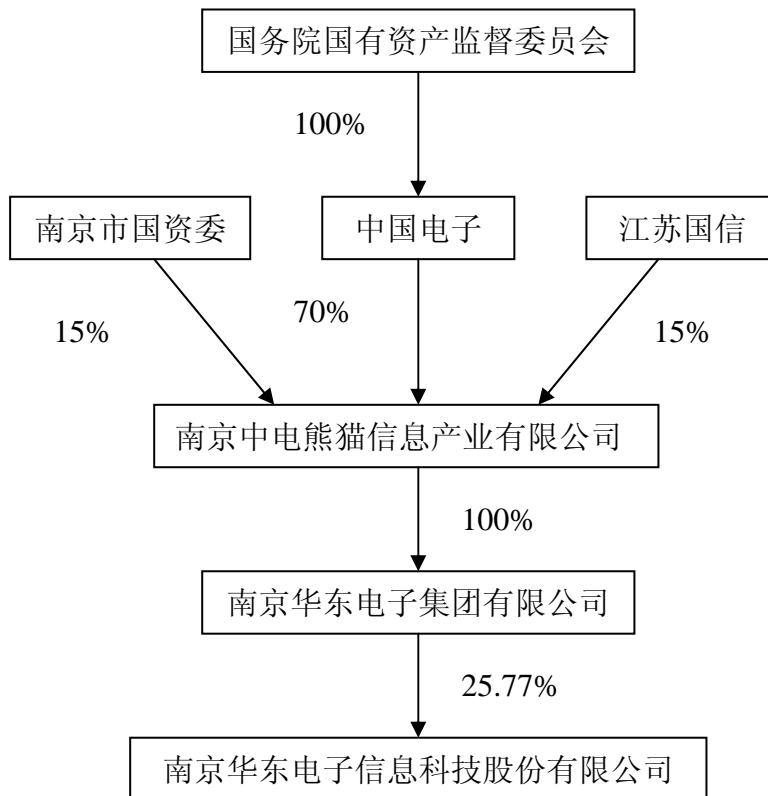 国务院国有资产监督委员会
100%
南京市国资委
中国电子
江苏国信
15%
70%
15%
南京中电熊猫信息产业有限公司
100%
南京华东电子集团有限公司
25.77%
南京华东电子信息科技股份有限公司